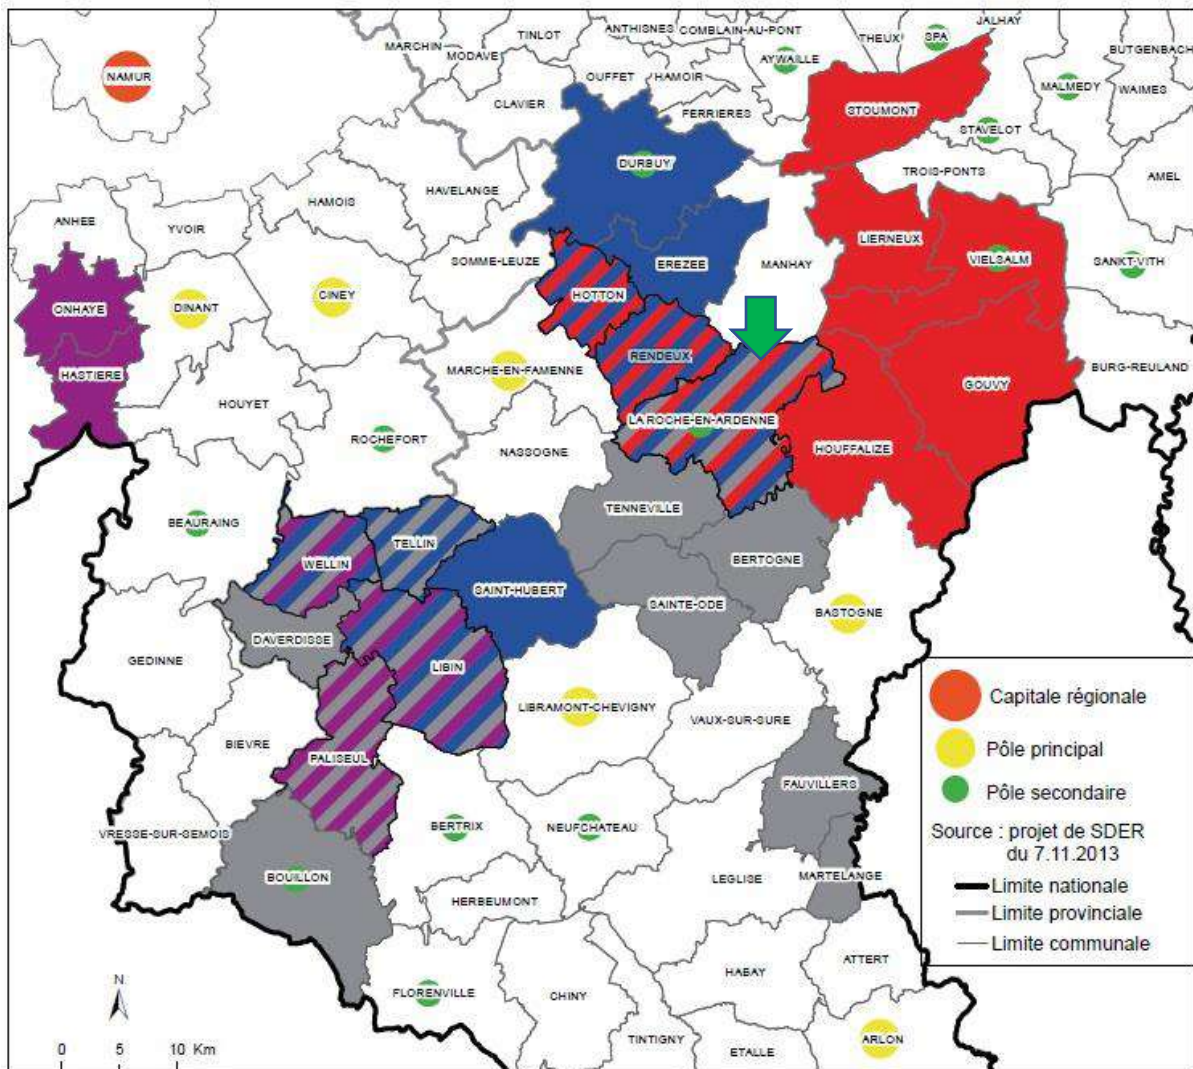 JALHAY
TINLOT
ANTHISNES
COMBLAIN-AU-PONT
THEUX
SPA
MARCHIN
MODAVE
BUTGENBACH
AYWAILLE
NAMUR
OUFFET
HAMOIR
MALMEDY
WAIMES
CLAVIER
STOUMONT
FERRIERES
STAVELOT
DURBUY
TROIS-PONTS
AMEL
HAVELANGE
HAMOIS
ANHEE
YVOIR
LIERNEUX
SOMME-LEUZE
EREZEE
MANHAY
VIELSALM
SANKT-VITH
ONHAYE
DINANT
CINEY
HOTTON
RENDEUX
HASTIERE
MARCHE-EN-FAMENNE
BURG-REULAND
GOUVY
HOUYET
LA ROCHE-EN-ARDENNE
ROCHEFORT
NASSOGNE
HOUFFALIZE
TENNEVILLE
BEAURAING
TELLIN
WELLIN
BERTOGNE
SAINT-HUBERT
SAINTE-ODE
BASTOGNE
DAVERDISSE
GEDINNE
LIBIN
LIBRAMONT-CHEVIGNY
VAUX-SUR-SURE
BIEVRE
PALISEUL
FAUVILLERS
VRESSE-SUR-SEMOIS
BERTRIX
NEUFCHATEAU
BOUILLON
LEGLISE
MARTELANGE
HERBEUMONT
ATTERT
HABAY
FLORENVILLE
CHINY
TINTIGNY
ETALLE
ARLON
Capitale régionale
Pôle principal
Pôle secondaire
Source : projet de SDER
du 7.11.2013
Limite nationale
Limite provinciale
Limite communale
N
0 5 10 Km